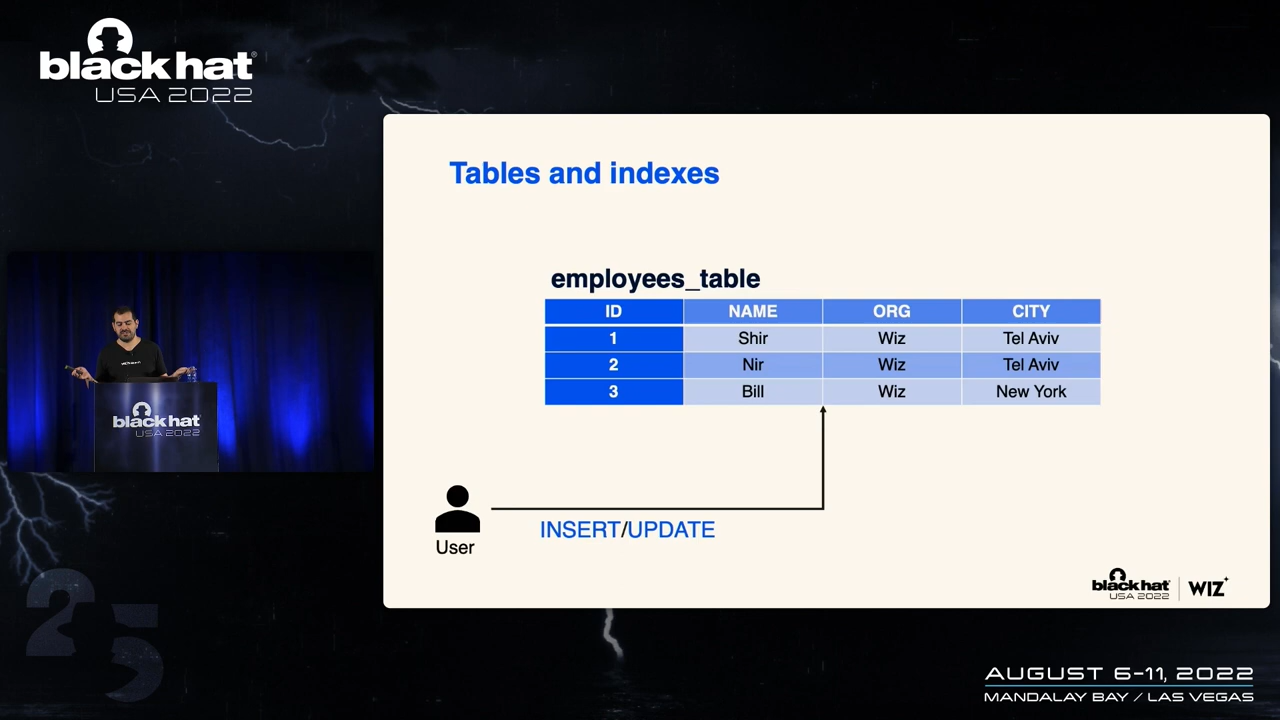 black hat®
USA 2022
Tables and indexes
employees_table
ID NAME ORG CITY
1 Shir Wiz Tel Aviv
2 Nir Wiz Tel Aviv
3 Bill Wiz New York
User
INSERT/UPDATE
black hat
USA 2022
WIZ
black hat
USA 2022
25
AUGUST 6-11, 2022
MANDALAY BAY / LAS VEGAS